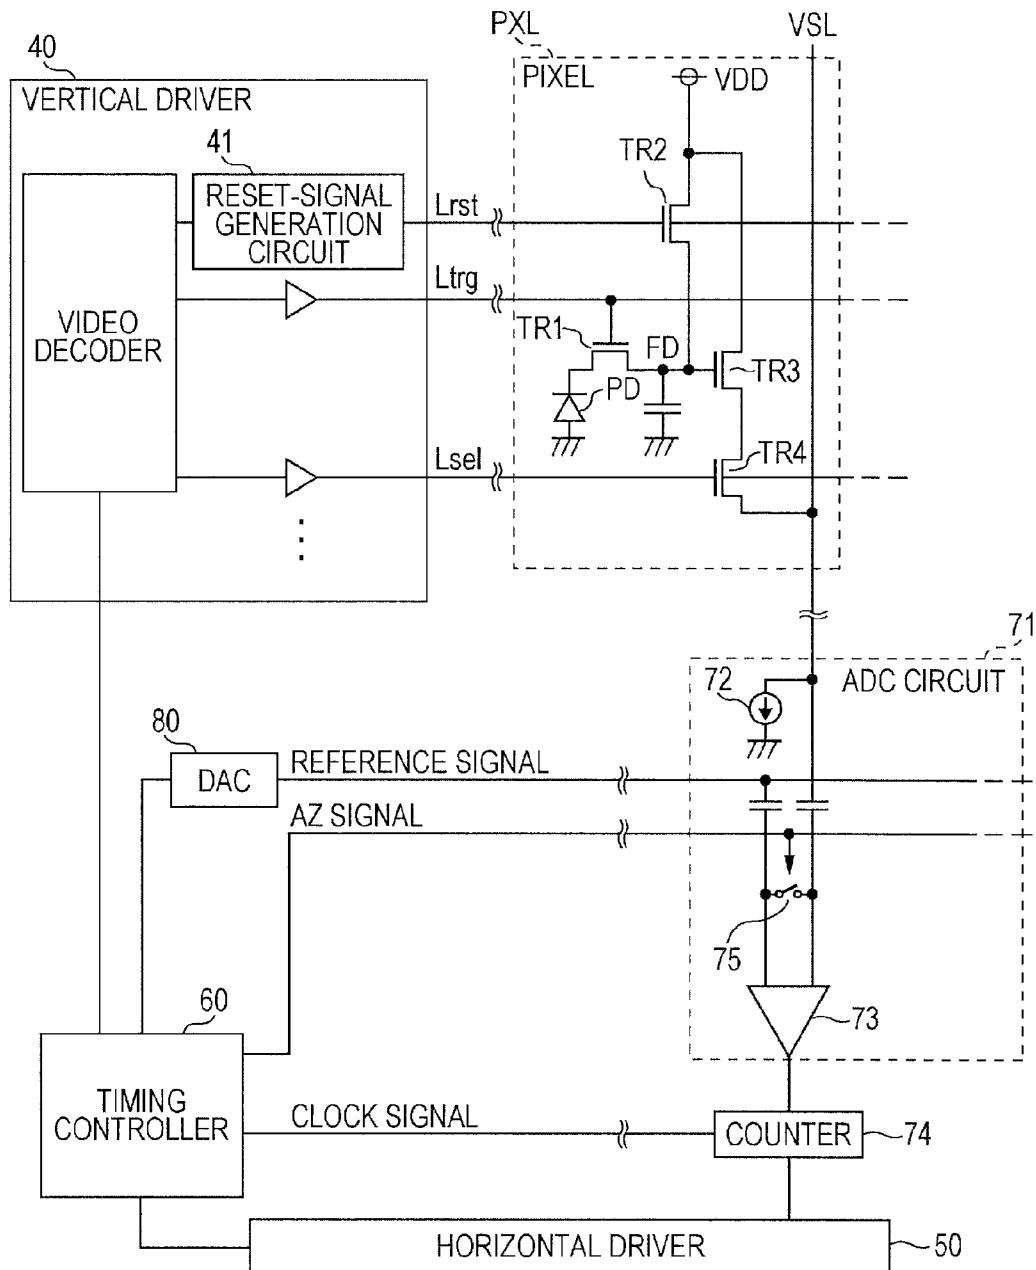 PXL
VSL
40
VERTICAL DRIVER
PIXEL
VDD
41
TR2
RESET-SIGNAL
GENERATION
CIRCUIT
Lrst
Ltrg
VIDEO
DECODER
TR1
FD
TR3
PD
Lsel
TR4
71
72
ADC CIRCUIT
80
DAC
REFERENCE SIGNAL
AZ SIGNAL
75
60
73
TIMING
CONTROLLER
CLOCK SIGNAL
COUNTER
74
HORIZONTAL DRIVER
50